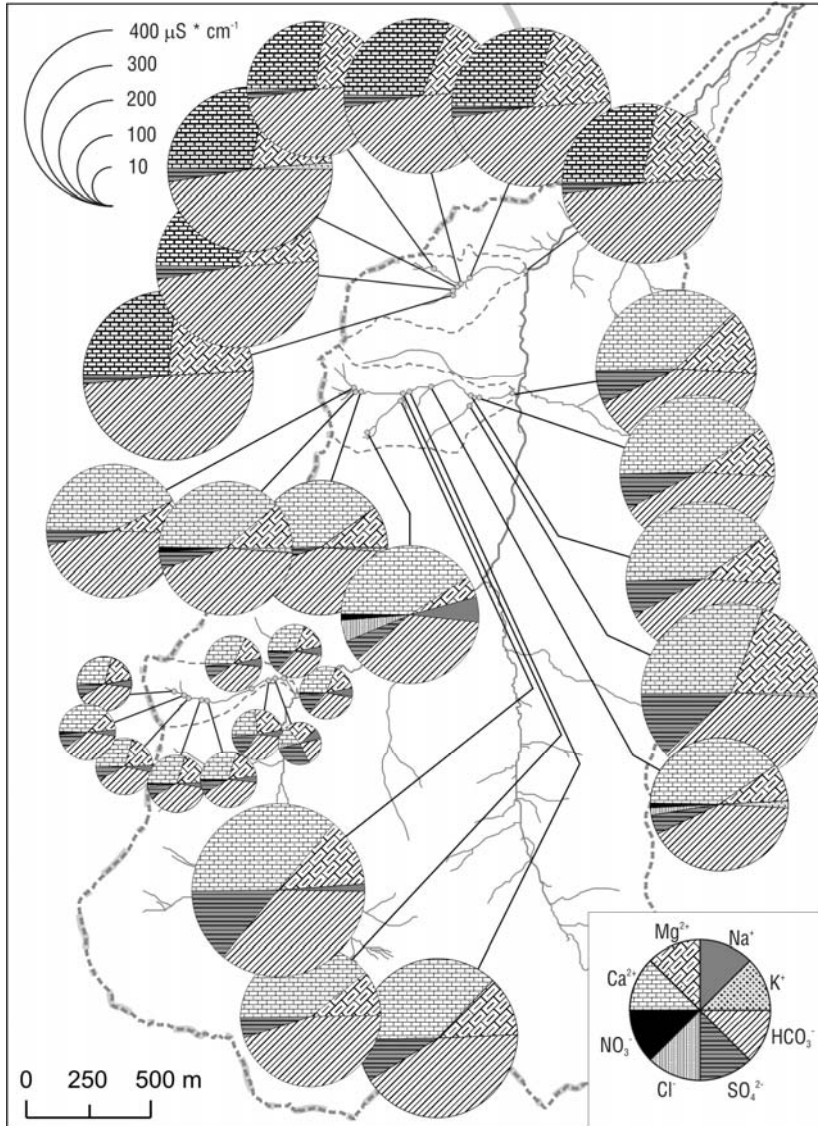 400 µS * cm⁻¹
300
200
100
10
Mg²⁺
Na⁺
Ca²⁺
K⁺
NO₃⁻
HCO₃⁻
Cl⁻
SO₄²⁻
0 250 500 m